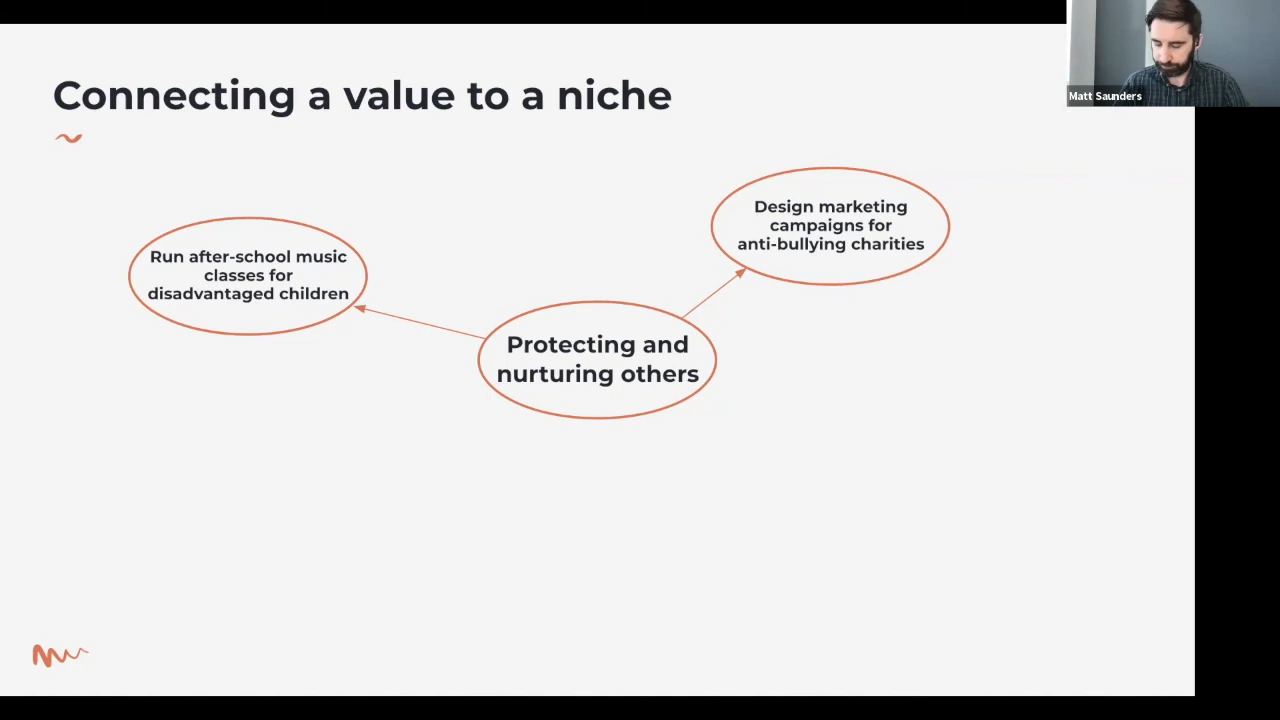 Connecting a value to a niche
Matt Saunders
Run after-school music
classes for
disadvantaged children
Design marketing
campaigns for
anti-bullying charities
Protecting and
nurturing others